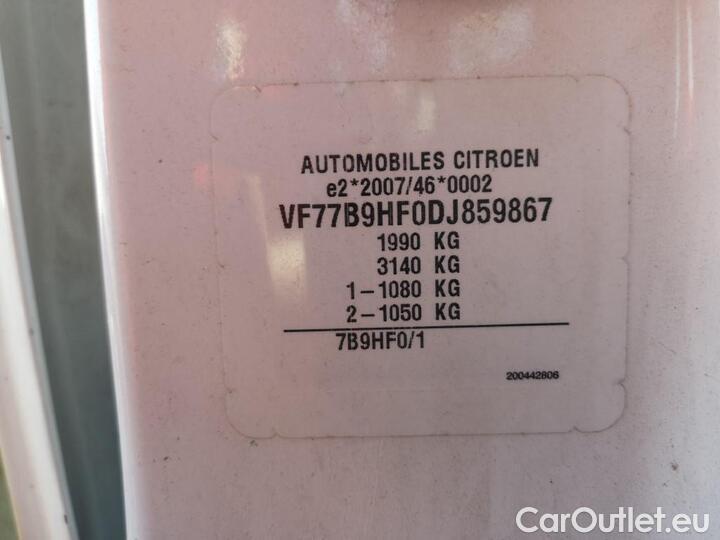 AUTOMOBILES CITROEN
e2*2007/46*0002
VF77B9HF0DJ859867
1990 KG
3140 KG
1-1080 KG
2-1050 KG
7B9HF0/1
200442806
CarOutlet.eu